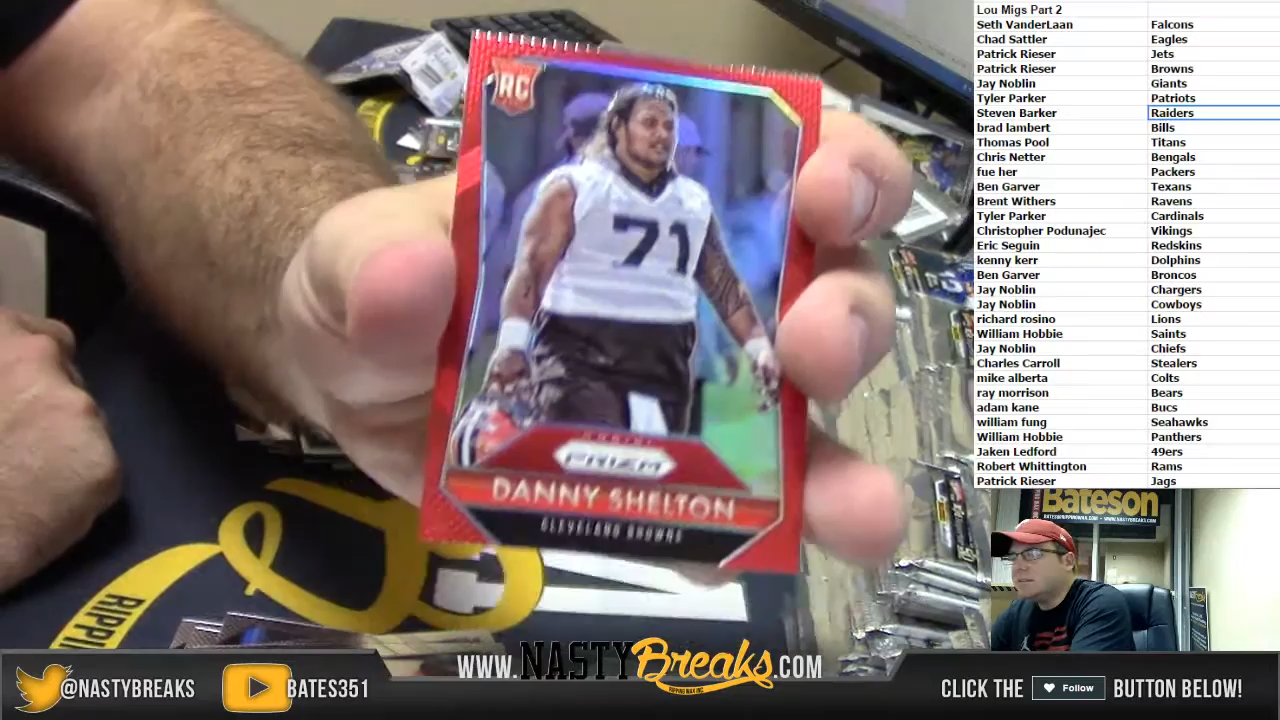 RC
71
PANINI
PRIZM
DANNY SHELTON
CLEVELAND BROWNS
RIPPI
Lou Migs Part 2
Seth VanderLaan Falcons
Chad Sattler Eagles
Patrick Rieser Jets
Patrick Rieser Browns
Jay Noblin Giants
Tyler Parker Patriots
Steven Barker Raiders
brad lambert Bills
Thomas Pool Titans
Chris Netter Bengals
fue her Packers
Ben Garver Texans
Brent Withers Ravens
Tyler Parker Cardinals
Christopher Podunajec Vikings
Eric Seguin Redskins
kenny kerr Dolphins
Ben Garver Broncos
Jay Noblin Chargers
Jay Noblin Cowboys
richard rosino Lions
William Hobbie Saints
Jay Noblin Chiefs
Charles Carroll Stealers
mike alberta Colts
ray morrison Bears
adam kane Bucs
william fung Seahawks
William Hobbie Panthers
Jaken Ledford 49ers
Robert Whittington Rams
Patrick Rieser Jags
Bateson
@NASTYBREAKS
BATES351
WWW.NASTYBreaks.COM
RIPPING WAX INC.
CLICK THE Follow BUTTON BELOW!